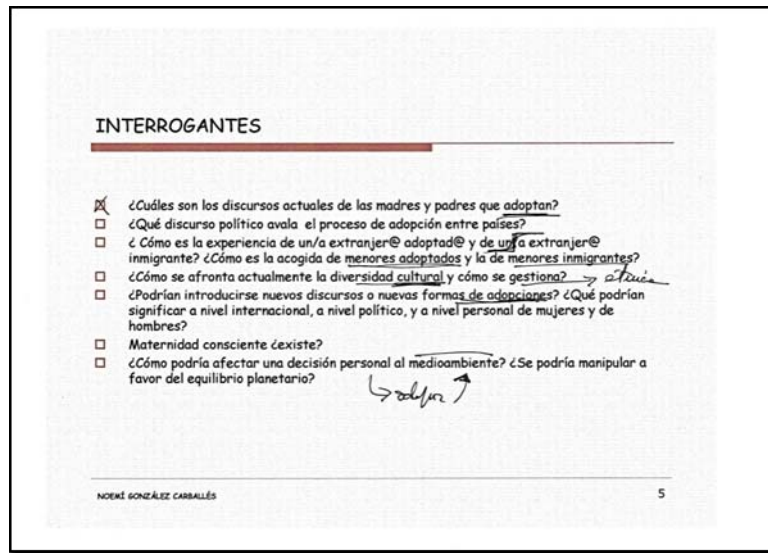 INTERROGANTES
¿Cuáles son los discursos actuales de las madres y padres que adoptan?
¿Qué discurso político avala el proceso de adopción entre países?
¿ Cómo es la experiencia de un/a extranjer@ adoptad@ y de un/a extranjer@
inmigrante? ¿Cómo es la acogida de menores adoptados y la de menores inmigrantes?
¿Cómo se afronta actualmente la diversidad cultural y cómo se gestiona?
¿Podrían introducirse nuevos discursos o nuevas formas de adopciones? ¿Qué podrían
significar a nivel internacional, a nivel político, y a nivel personal de mujeres y de
hombres?
Maternidad consciente ¿existe?
¿Cómo podría afectar una decisión personal al medioambiente? ¿Se podría manipular a
favor del equilibrio planetario?
NOEMÍ GONZÁLEZ CARBALLÉS
5